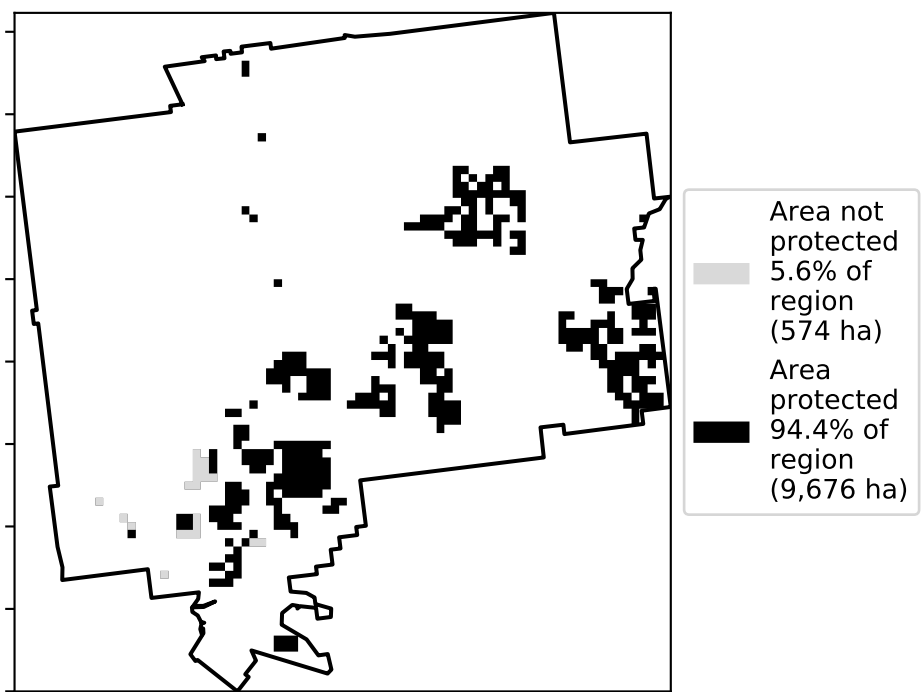 Area not
protected
5.6% of
region
(574 ha)
Area
protected
94.4% of
region
(9,676 ha)